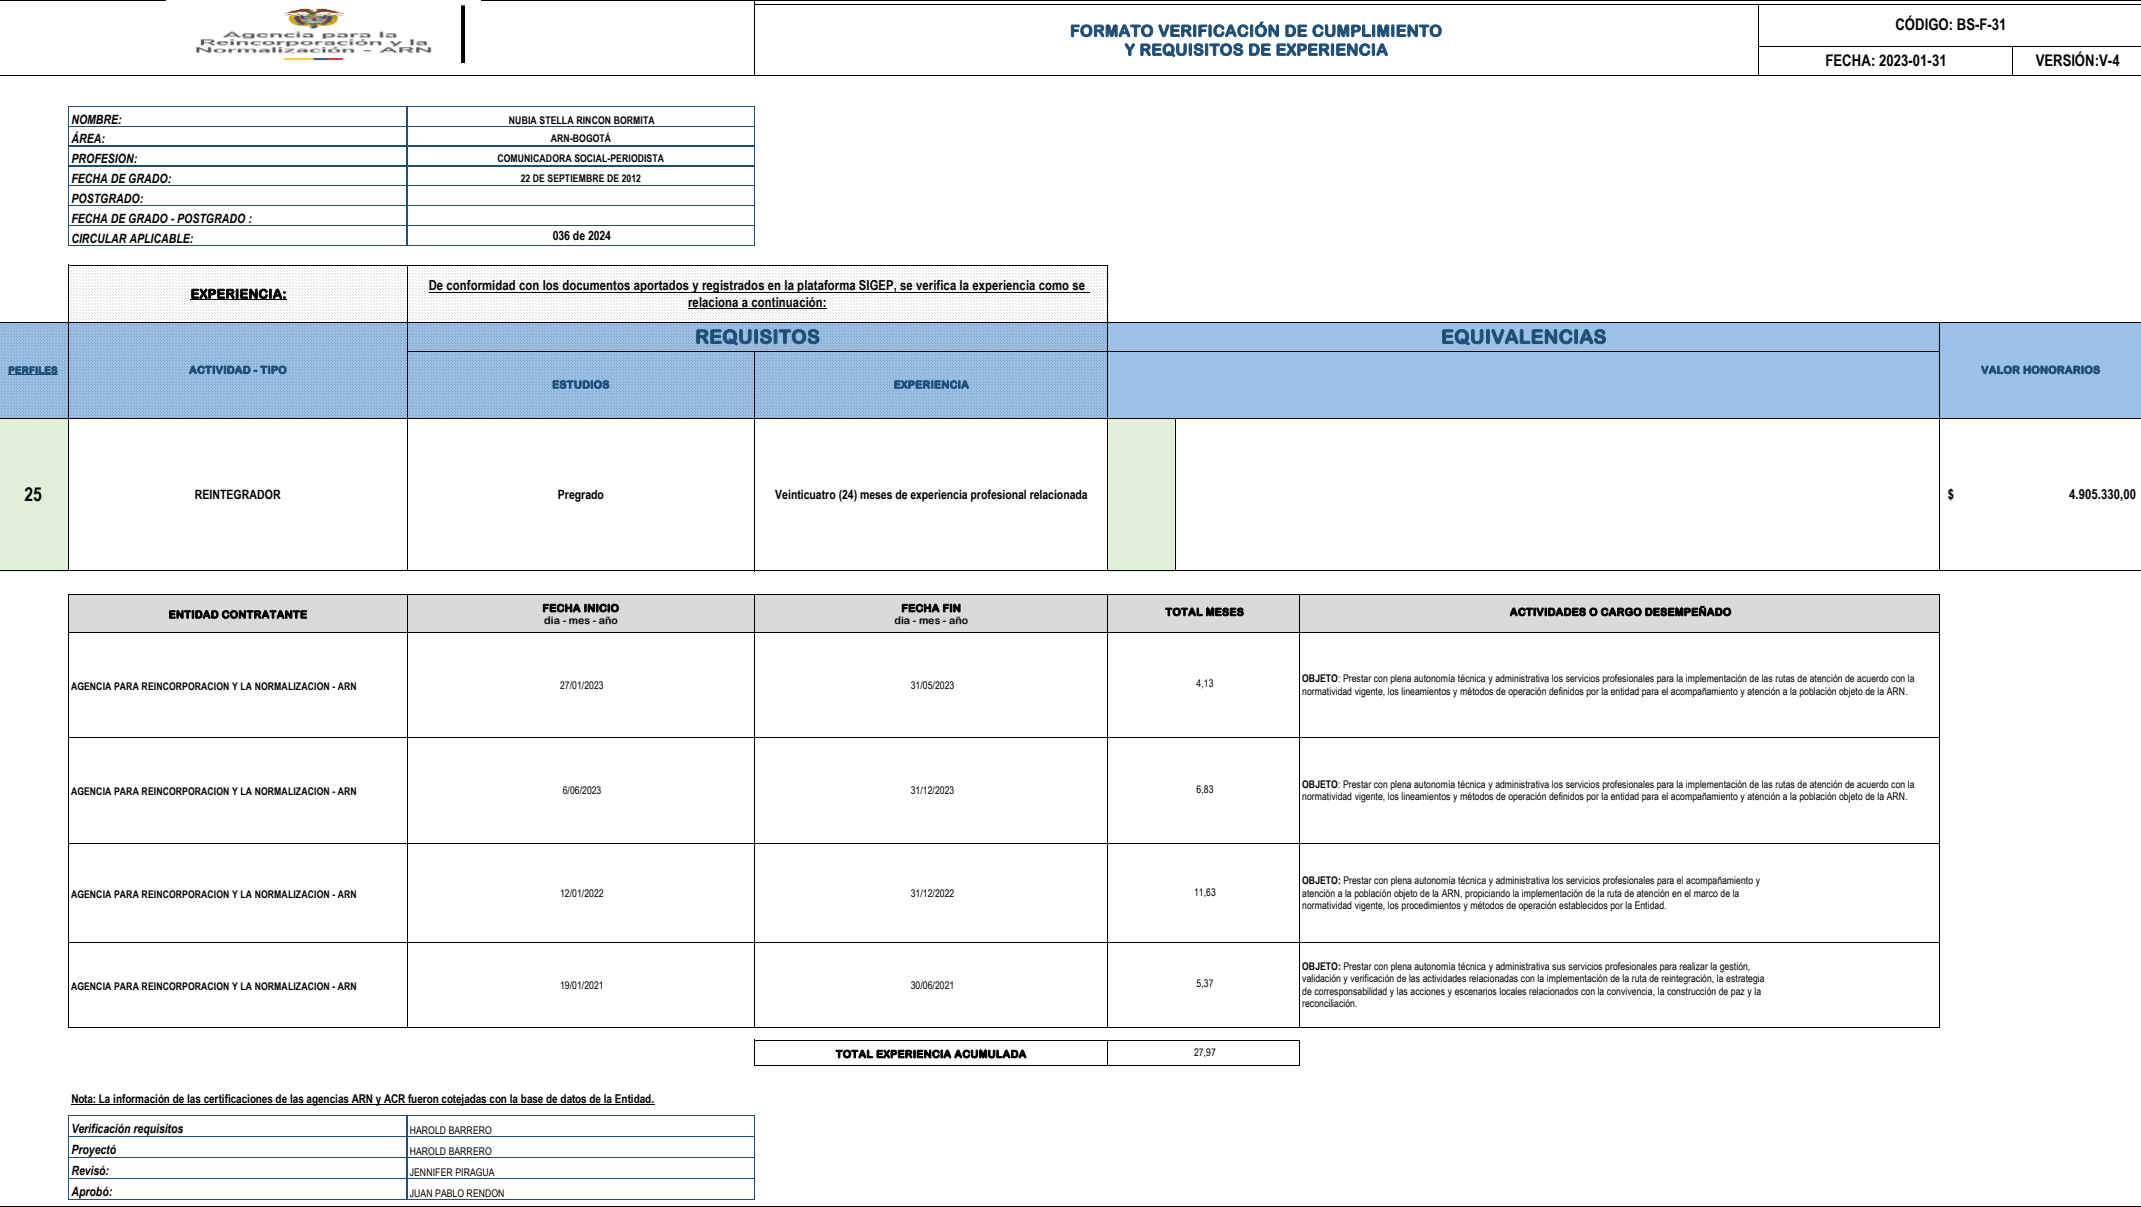 Agencia para la
Reincorporación y la
Normalización - ARN
FORMATO VERIFICACIÓN DE CUMPLIMIENTO
Y REQUISITOS DE EXPERIENCIA
CÓDIGO: BS-F-31
FECHA: 2023-01-31
VERSIÓN:V-4
NOMBRE:
NUBIA STELLA RINCON BORMITA
ÁREA:
ARN-BOGOTÁ
PROFESION:
COMUNICADORA SOCIAL-PERIODISTA
FECHA DE GRADO:
22 DE SEPTIEMBRE DE 2012
POSTGRADO:
FECHA DE GRADO - POSTGRADO :
CIRCULAR APLICABLE:
036 de 2024
EXPERIENCIA:
De conformidad con los documentos aportados y registrados en la plataforma SIGEP, se verifica la experiencia como se
relaciona a continuación:
PERFILES
ACTIVIDAD - TIPO
REQUISITOS
ESTUDIOS
EXPERIENCIA
EQUIVALENCIAS
VALOR HONORARIOS
25
REINTEGRADOR
Pregrado
Veinticuatro (24) meses de experiencia profesional relacionada
$ 4.905.330,00
ENTIDAD CONTRATANTE
FECHA INICIO
dia - mes - año
FECHA FIN
dia - mes - año
TOTAL MESES
ACTIVIDADES O CARGO DESEMPEÑADO
AGENCIA PARA REINCORPORACION Y LA NORMALIZACION - ARN
27/01/2023
31/05/2023
4,13
OBJETO: Prestar con plena autonomía técnica y administrativa los servicios profesionales para la implementación de las rutas de atención de acuerdo con la
normatividad vigente, los lineamientos y métodos de operación definidos por la entidad para el acompañamiento y atención a la población objeto de la ARN.
AGENCIA PARA REINCORPORACION Y LA NORMALIZACION - ARN
6/06/2023
31/12/2023
6,83
OBJETO: Prestar con plena autonomía técnica y administrativa los servicios profesionales para la implementación de las rutas de atención de acuerdo con la
normatividad vigente, los lineamientos y métodos de operación definidos por la entidad para el acompañamiento y atención a la población objeto de la ARN.
AGENCIA PARA REINCORPORACION Y LA NORMALIZACION - ARN
12/01/2022
31/12/2022
11,63
OBJETO: Prestar con plena autonomía técnica y administrativa los servicios profesionales para el acompañamiento y
atención a la población objeto de la ARN, propiciando la implementación de la ruta de atención en el marco de la
normatividad vigente, los procedimientos y métodos de operación establecidos por la Entidad.
AGENCIA PARA REINCORPORACION Y LA NORMALIZACION - ARN
19/01/2021
30/06/2021
5,37
OBJETO: Prestar con plena autonomía técnica y administrativa sus servicios profesionales para realizar la gestión,
validación y verificación de las actividades relacionadas con la implementación de la ruta de reintegración, la estrategia
de corresponsabilidad y las acciones y escenarios locales relacionados con la convivencia, la construcción de paz y la
reconciliación.
TOTAL EXPERIENCIA ACUMULADA
27,97
Nota: La información de las certificaciones de las agencias ARN y ACR fueron cotejadas con la base de datos de la Entidad.
Verificación requisitos
HAROLD BARRERO
Proyectó
HAROLD BARRERO
Revisó:
JENNIFER PIRAGUA
Aprobó:
JUAN PABLO RENDON